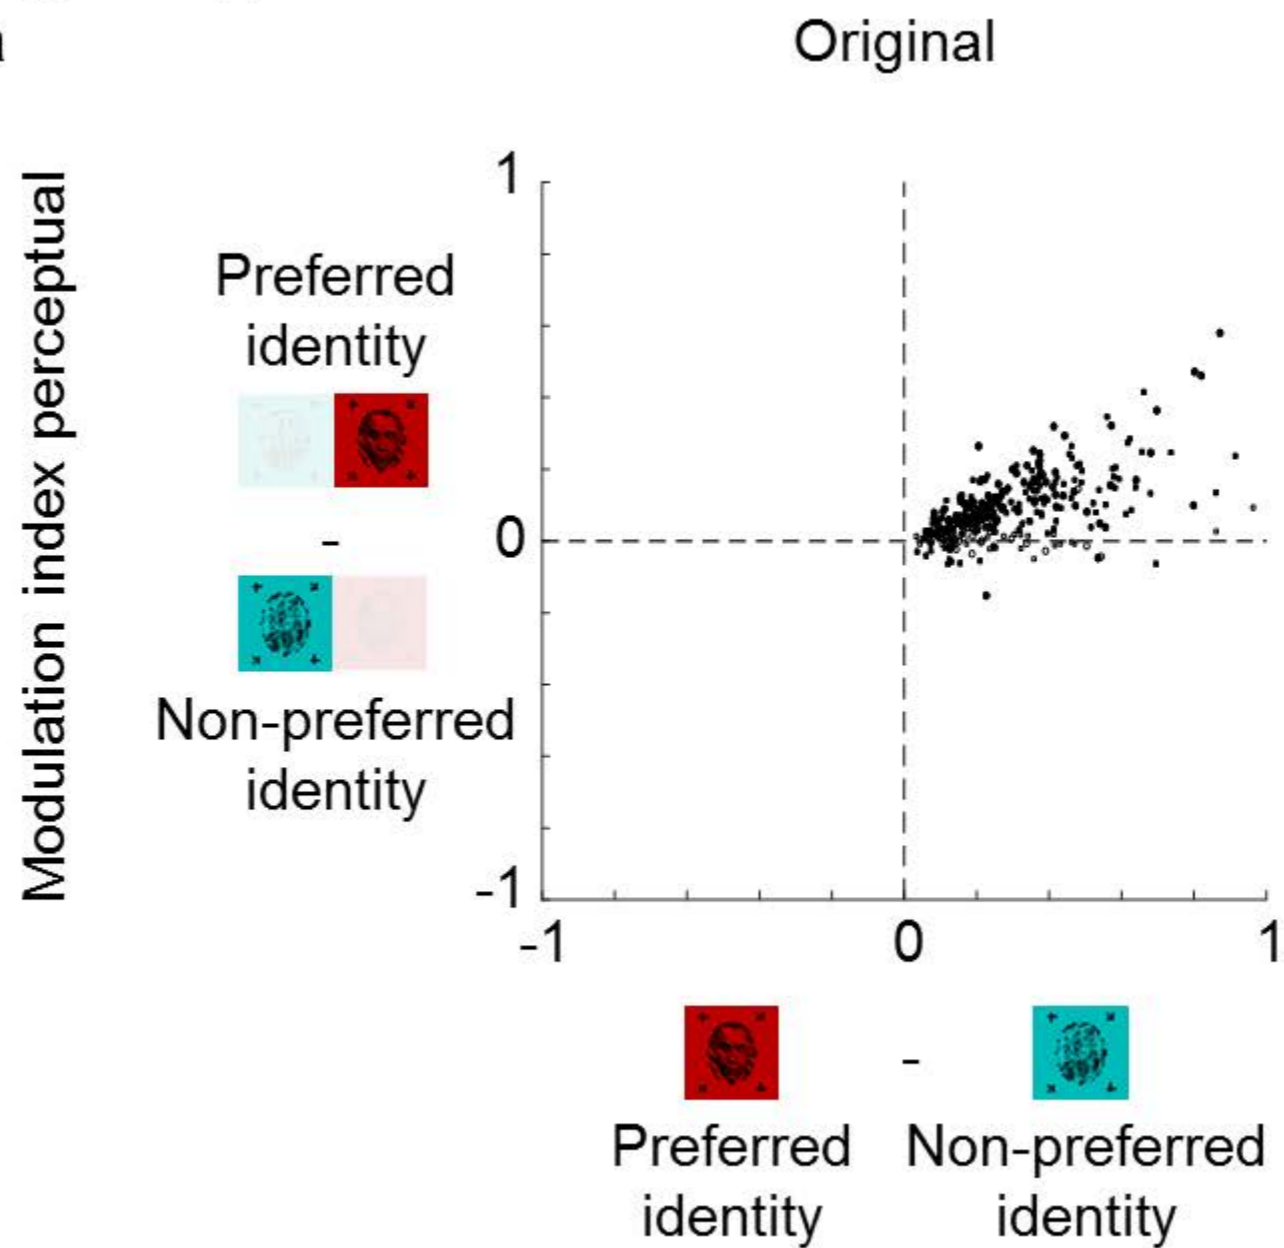 Original
Modulation index perceptual
Preferred
identity
-
Non-preferred
identity
1
0
-1
-1
0
1
-
Preferred
identity
Non-preferred
identity